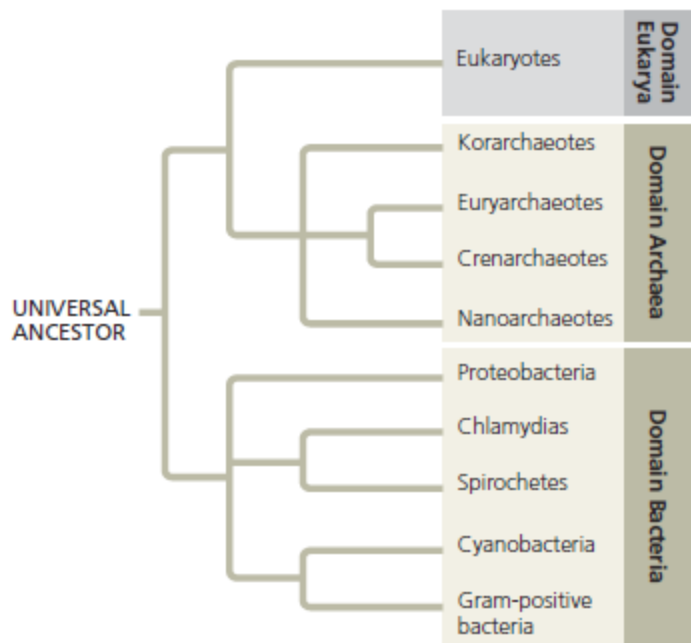 Eukaryotes
Domain
Eukarya
Korarchaeotes
Euryarchaeotes
Crenarchaeotes
Nanoarchaeotes
Domain Archaea
UNIVERSAL
ANCESTOR
Proteobacteria
Chlamydias
Spirochetes
Cyanobacteria
Gram-positive
bacteria
Domain Bacteria